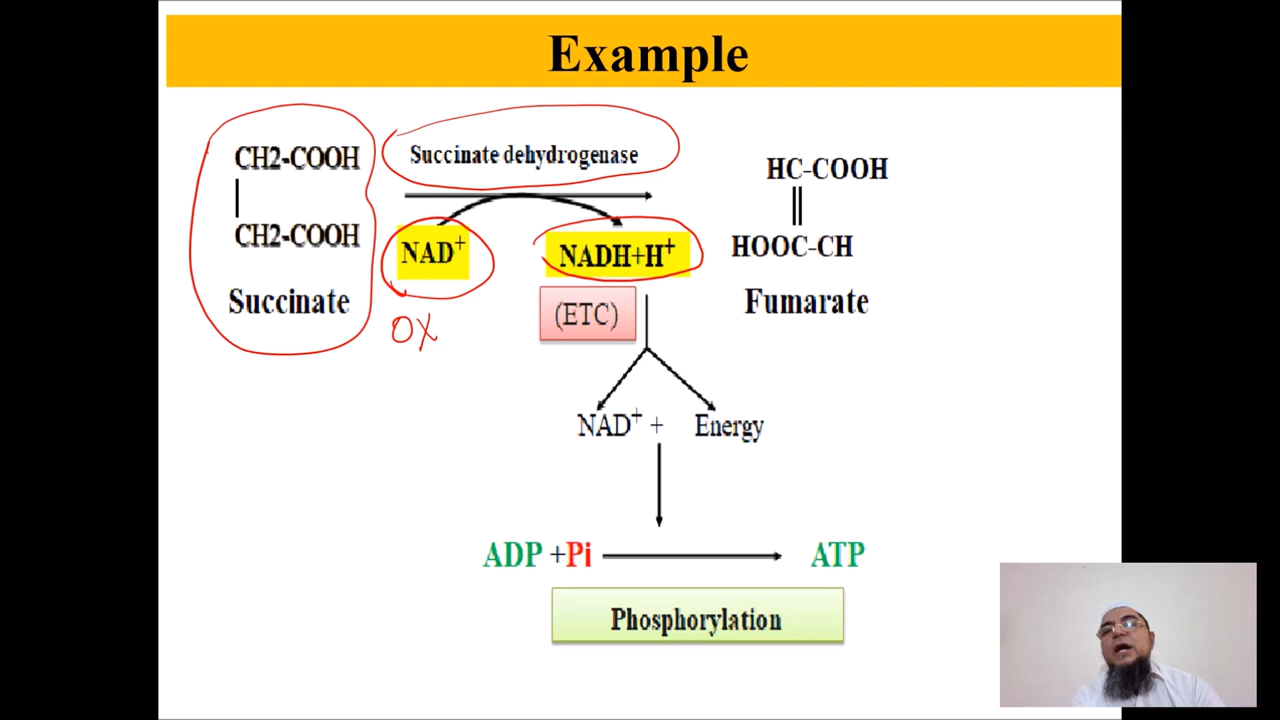 Example
CH2-COOH
Succinate dehydrogenase
HC-COOH
CH2-COOH
NAD+
NADH+H+
HOOC-CH
Succinate
OX
(ETC)
Fumarate
NAD+ + Energy
ADP +Pi
ATP
Phosphorylation